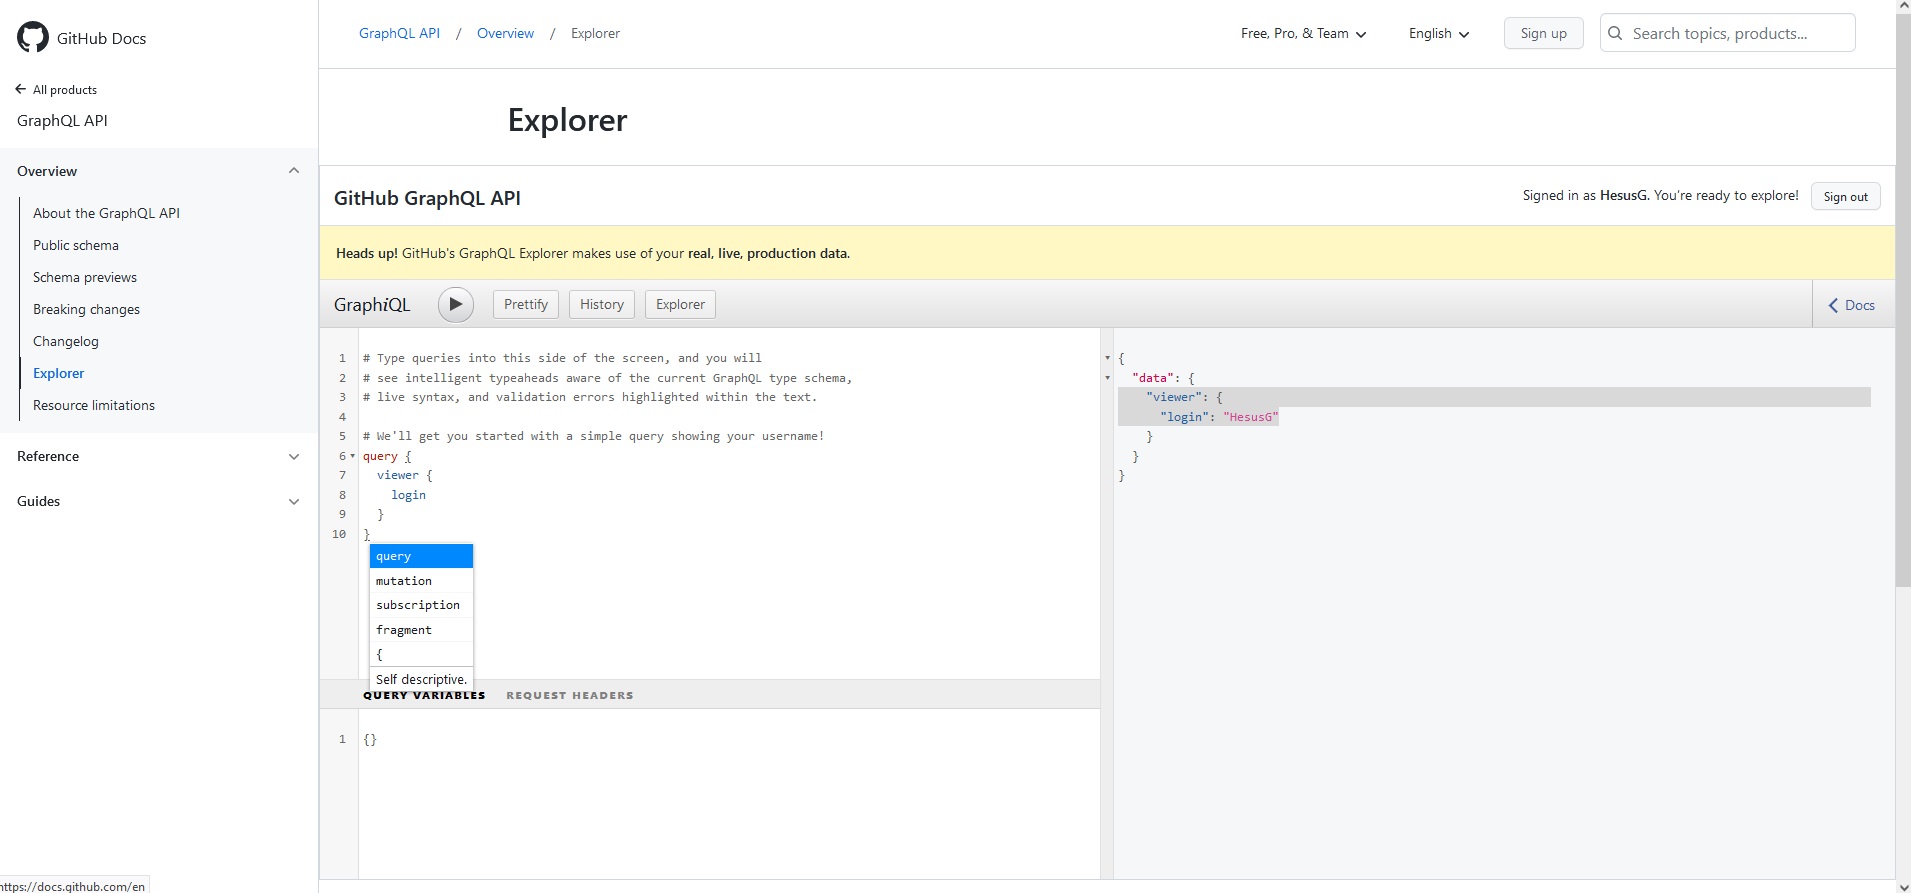 GitHub Docs
All products
GraphQL API
Overview
About the GraphQL API
Public schema
Schema previews
Breaking changes
Changelog
Explorer
Resource limitations
Reference
Guides
https://docs.github.com/en
GraphQL API / Overview / Explorer
Free, Pro, & Team
English
Sign up
Search topics, products...
Explorer
GitHub GraphQL API
Signed in as HesusG. You're ready to explore!
Sign out
Heads up! GitHub's GraphQL Explorer makes use of your real, live, production data.
GraphiQL
Prettify
History
Explorer
Docs
1 # Type queries into this side of the screen, and you will
2 # see intelligent typeaheads aware of the current GraphQL type schema,
3 # live syntax, and validation errors highlighted within the text.
4
5 # We'll get you started with a simple query showing your username!
6 query {
7 viewer {
8 login
9 }
10 }
query
mutation
subscription
fragment
{
Self descriptive.
QUERY VARIABLES REQUEST HEADERS
1 {}
{
"data": {
"viewer": {
"login": "HesusG"
}
}
}